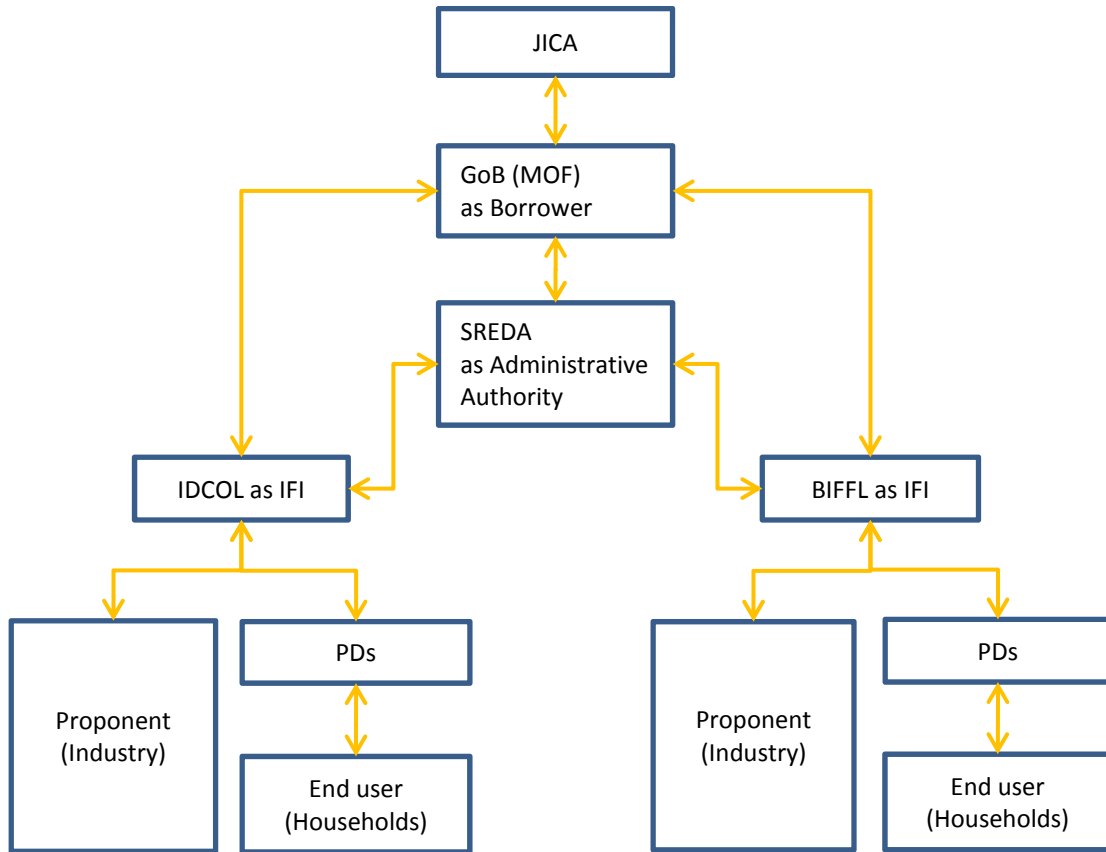 JICA
GoB (MOF)
as Borrower
SREDA
as Administrative
Authority
IDCOL as IFI
BIFFL as IFI
Proponent
(Industry)
PDs
End user
(Households)
Proponent
(Industry)
PDs
End user
(Households)